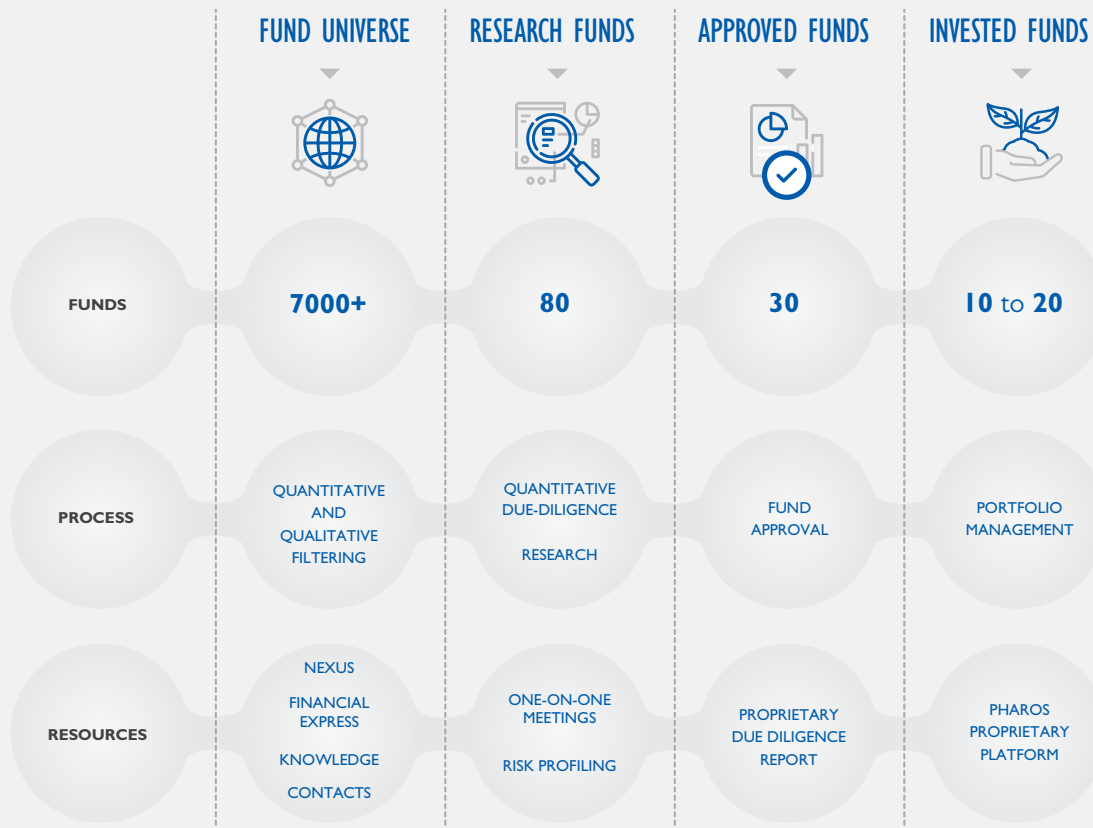 FUND UNIVERSE
RESEARCH FUNDS
APPROVED FUNDS
INVESTED FUNDS
FUNDS
7000+
80
30
10 to 20
PROCESS
QUANTITATIVE
AND
QUALITATIVE
FILTERING
QUANTITATIVE
DUE-DILIGENCE
RESEARCH
FUND
APPROVAL
PORTFOLIO
MANAGEMENT
RESOURCES
NEXUS
FINANCIAL
EXPRESS
KNOWLEDGE
CONTACTS
ONE-ON-ONE
MEETINGS
RISK PROFILING
PROPRIETARY
DUE DILIGENCE
REPORT
PHAROS
PROPRIETARY
PLATFORM